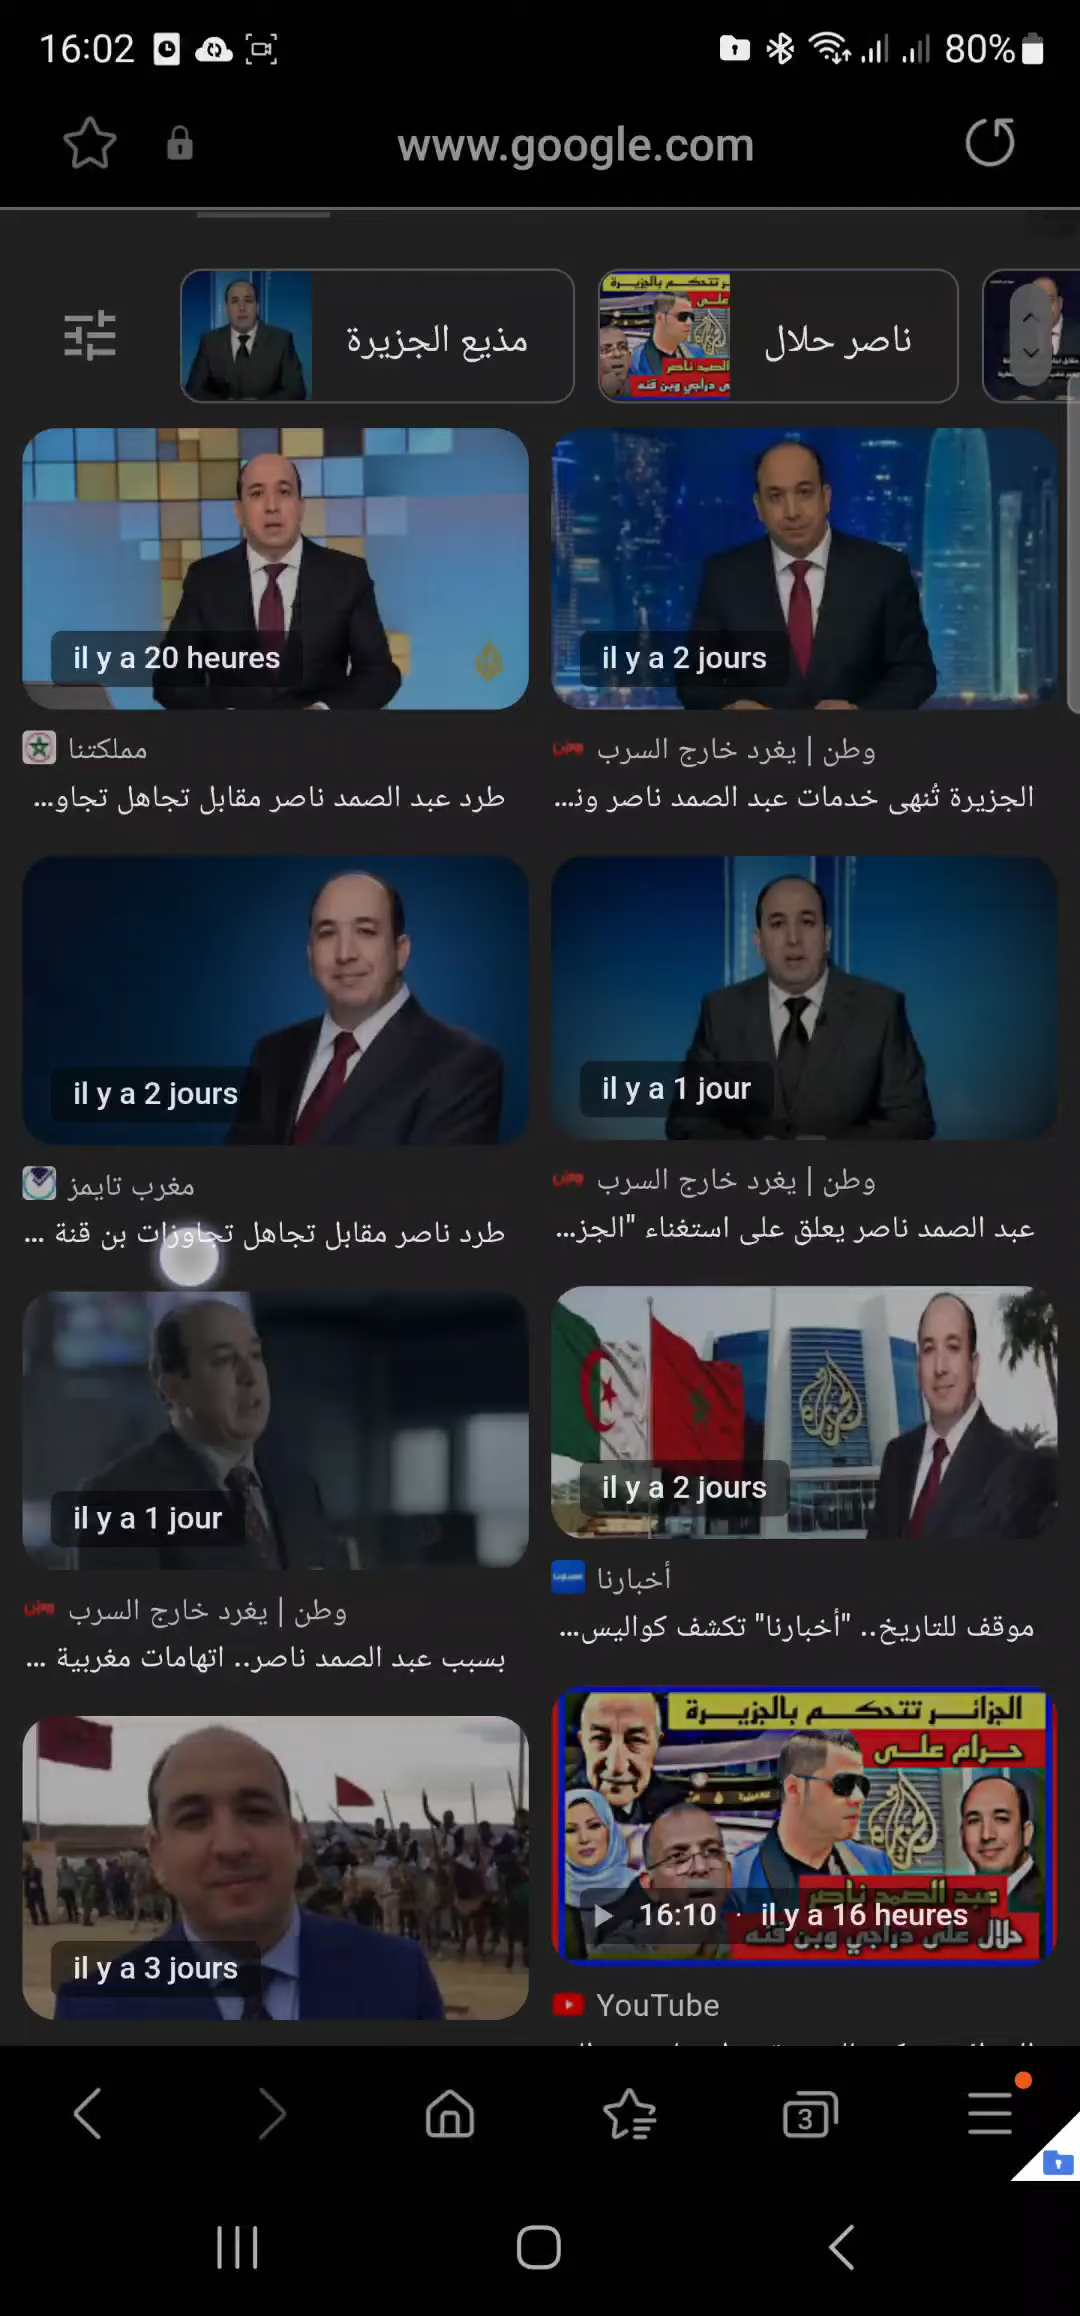 16:02
80%
www.google.com
مذيع الجزيرة
ناصر حلال
il y a 20 heures
مملكتنا
طرد عبد الصمد ناصر مقابل تجاهل تجاو...
il y a 2 jours
وطن | يغرد خارج السرب
الجزيرة تُنهى خدمات عبد الصمد ناصر ونـ...
il y a 2 jours
مغرب تايمز
طرد ناصر مقابل تجاهل تجاوزات بن قنة ...
il y a 1 jour
وطن | يغرد خارج السرب
عبد الصمد ناصر يعلق على استغناء "الجز...
il y a 1 jour
وطن | يغرد خارج السرب
بسبب عبد الصمد ناصر.. اتهامات مغربية ...
il y a 2 jours
أخبارنا
موقف للتاريخ.. "أخبارنا" تكشف كواليس...
il y a 3 jours
الجزائر تتحكم بالجزيرة
حرام على
عبد الصمد ناصر
حلال على دراجي وبن قنه
16:10 · il y a 16 heures
YouTube
3